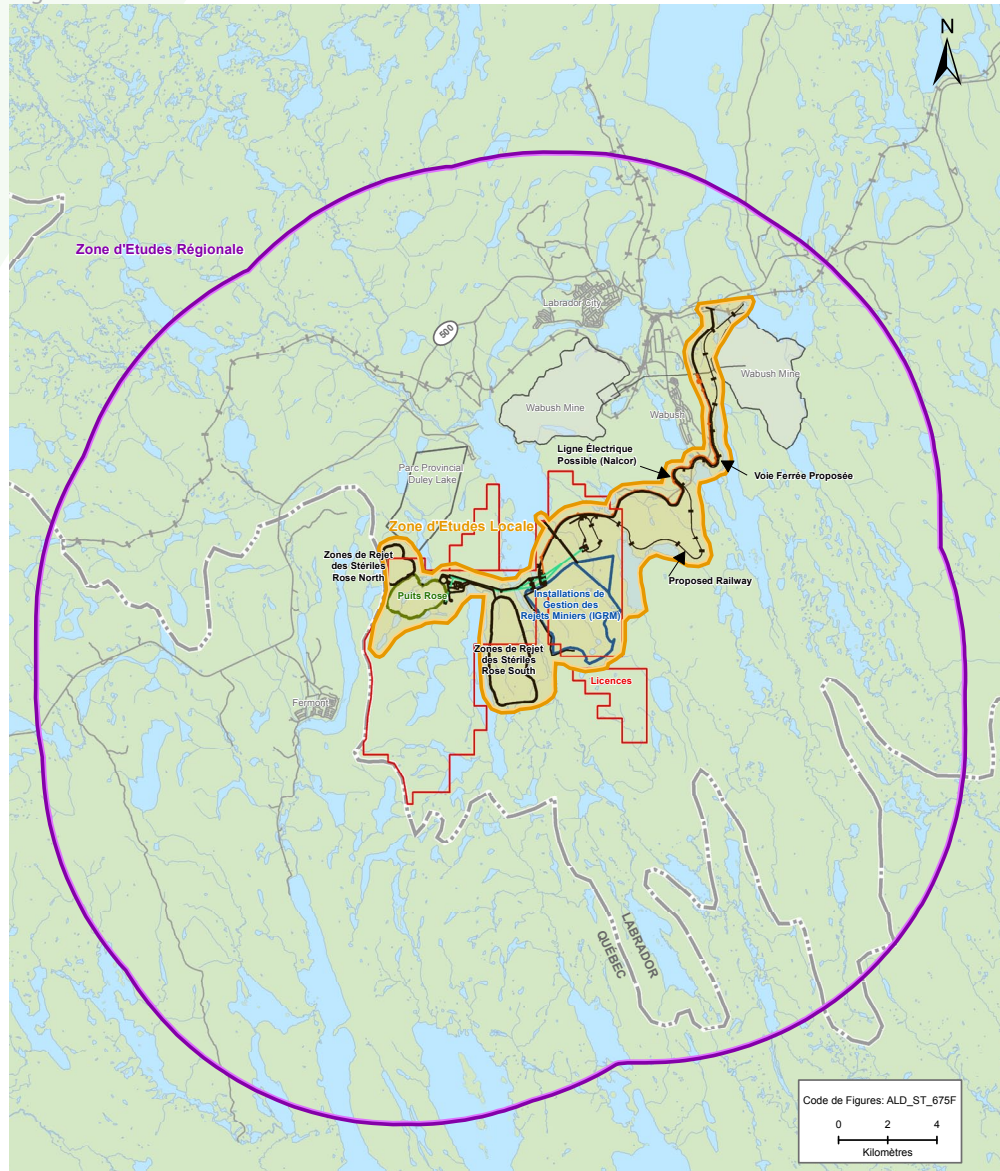 N
Zone d'Etudes Régionale
Labrador City
500
Wabush Mine
Wabush Mine
Wabush
Ligne Électrique
Possible (Nalcor)
Voie Ferrée Proposée
Parc Provincial
Duley Lake
Zone d'Etudes Locale
Zones de Rejet
des Stériles
Rose North
Proposed Railway
Puits Rose
Installations de
Gestion des
Rejets Miniers (IGRM)
Zones de Rejet
des Stériles
Rose South
Licences
Fermont
LABRADOR
QUÉBEC
Code de Figures: ALD_ST_675F
0 2 4
Kilomètres